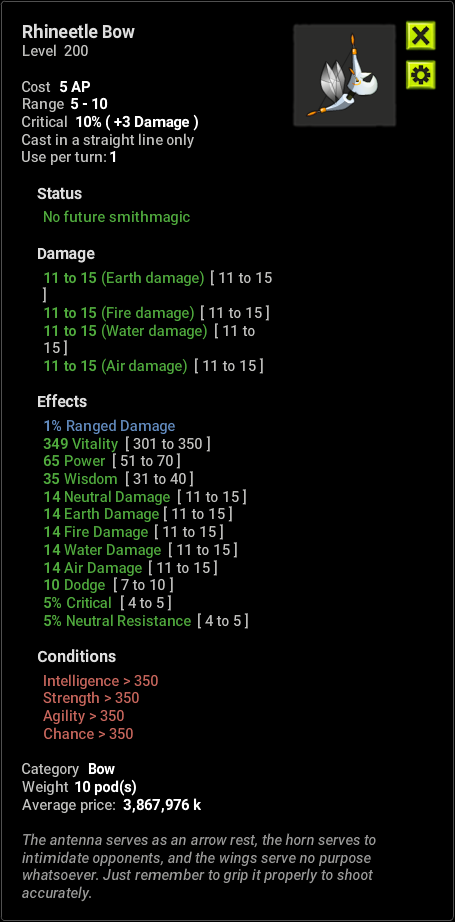 Rhineetle Bow
Level 200
Cost 5 AP
Range 5 - 10
Critical 10% ( +3 Damage )
Cast in a straight line only
Use per turn: 1
Status
No future smithmagic
Damage
11 to 15 (Earth damage) [ 11 to 15
]
11 to 15 (Fire damage) [ 11 to 15 ]
11 to 15 (Water damage) [ 11 to
15 ]
11 to 15 (Air damage) [ 11 to 15 ]
Effects
1% Ranged Damage
349 Vitality [ 301 to 350 ]
65 Power [ 51 to 70 ]
35 Wisdom [ 31 to 40 ]
14 Neutral Damage [ 11 to 15 ]
14 Earth Damage [ 11 to 15 ]
14 Fire Damage [ 11 to 15 ]
14 Water Damage [ 11 to 15 ]
14 Air Damage [ 11 to 15 ]
10 Dodge [ 7 to 10 ]
5% Critical [ 4 to 5 ]
5% Neutral Resistance [ 4 to 5 ]
Conditions
Intelligence > 350
Strength > 350
Agility > 350
Chance > 350
Category Bow
Weight 10 pod(s)
Average price: 3,867,976 k
The antenna serves as an arrow rest, the horn serves to
intimidate opponents, and the wings serve no purpose
whatsoever. Just remember to grip it properly to shoot
accurately.